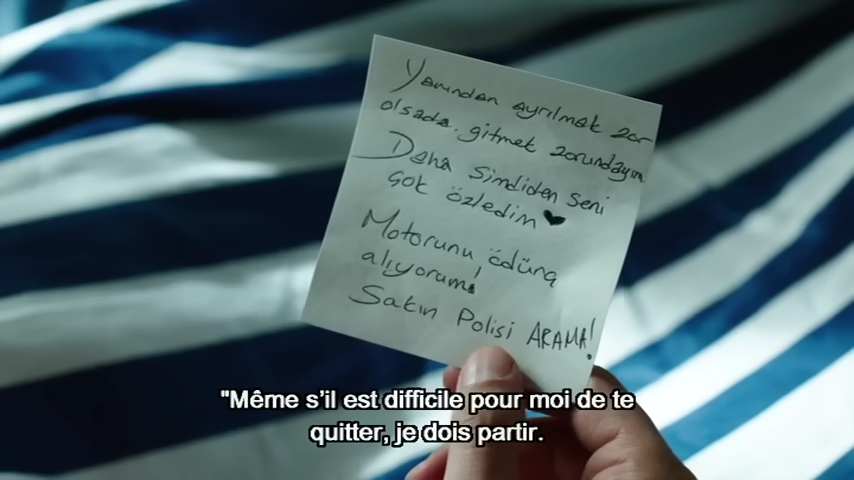 Yanından ayrılmak zor
olsada, gitmek zorundayım
Daha şimdiden seni
çok özledim
Motorunu ödünç
alıyorum!
Sakın Polisi ARAMA!
"Même s'il est difficile pour moi de te
quitter, je dois partir.